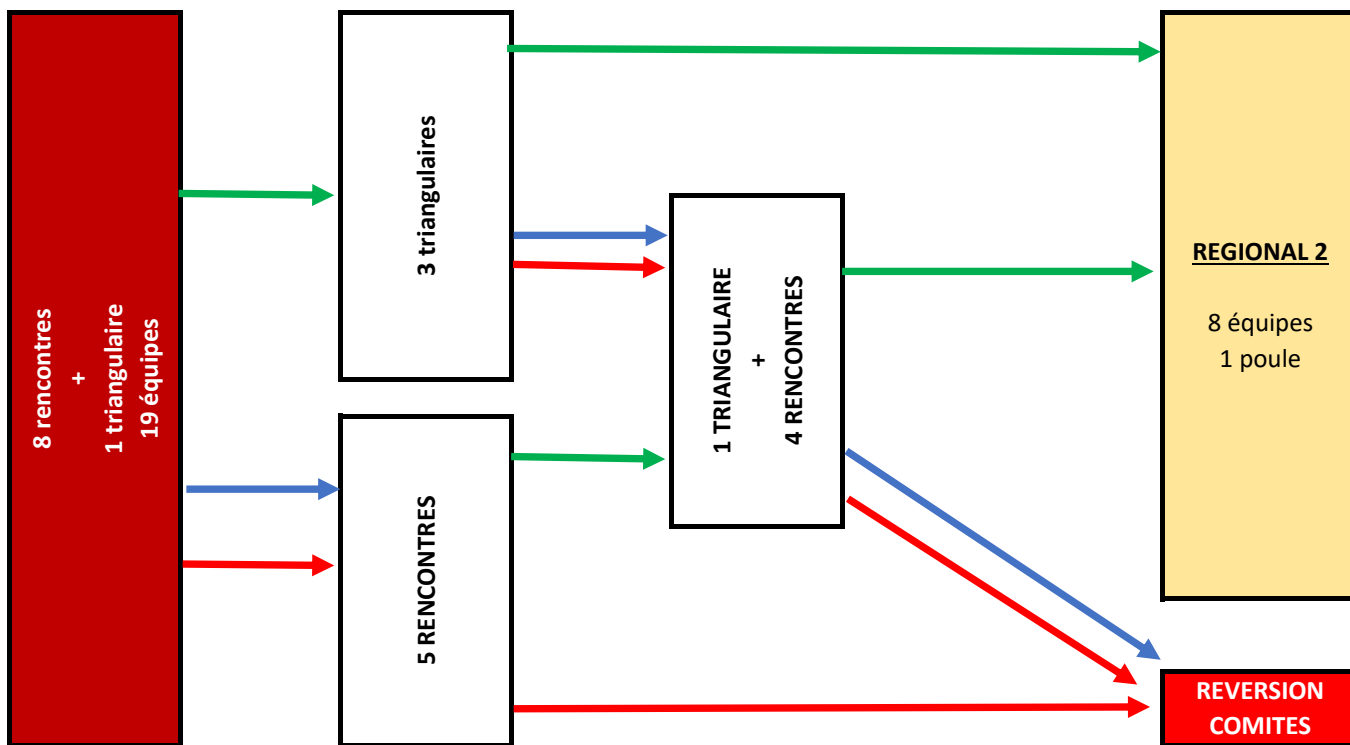 8 rencontres
+
1 triangulaire
19 équipes
3 triangulaires
5 RENCONTRES
1 TRIANGULAIRE
+
4 RENCONTRES
REGIONAL 2
8 équipes
1 poule
REVERSION
COMITES